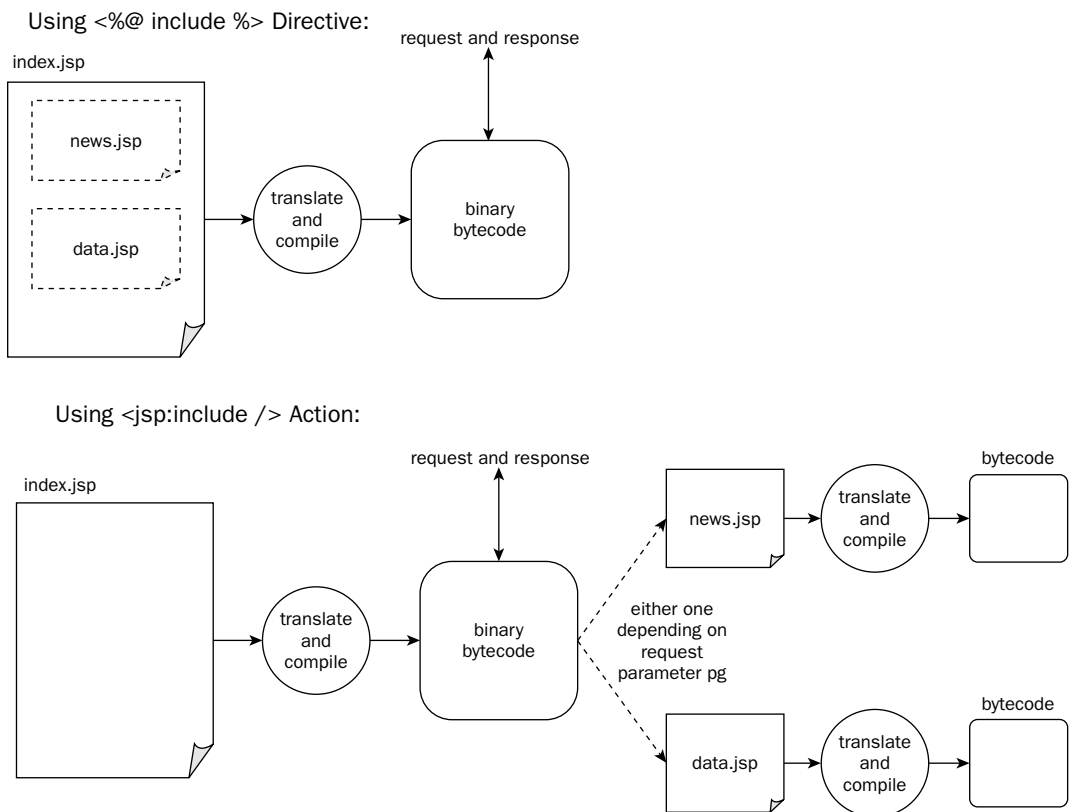 Using <%@ include %> Directive:
request and response
index.jsp
news.jsp
translate
and
compile
binary
bytecode
data.jsp
Using <jsp:include /> Action:
request and response
bytecode
index.jsp
news.jsp
translate
and
compile
either one
depending on
request
parameter pg
translate
and
compile
binary
bytecode
bytecode
data.jsp
translate
and
compile